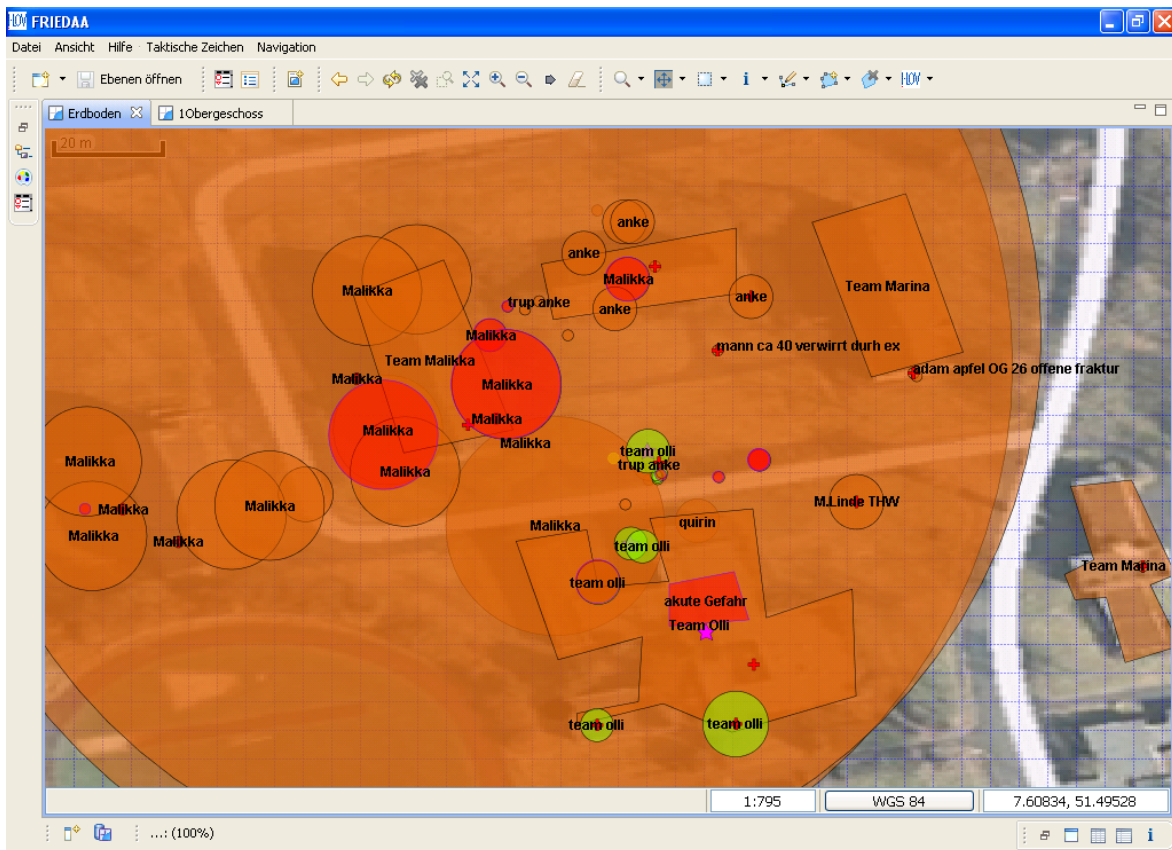 HOV FRIEDAA
Datei Ansicht Hilfe Taktische Zeichen Navigation
Ebenen öffnen
HOV
Erdboden 1Obergeschoss
20 m
anke
anke
Malikka
Team Marina
Malikka
anke
trup anke
anke
Malikka
mann ca 40 verwirrt durh ex
Team Malikka
adam apfel OG 26 offene fraktur
Malikka
Malikka
Malikka
Malikka
Malikka
team olli
Malikka
trup anke
Malikka
Malikka
M.Linde THW
Malikka
quirin
Malikka
Malikka
Malikka
team olli
Team Marina
team olli
akute Gefahr
Team Olli
team olli
team olli
1:795 WGS 84 7.60834, 51.49528
...: (100%)